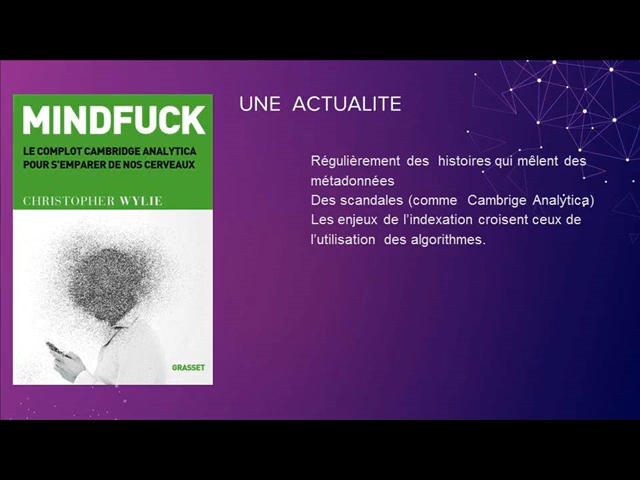 MINDFUCK
LE COMPLOT CAMBRIDGE ANALYTICA
POUR S'EMPARER DE NOS CERVEAUX
CHRISTOPHER WYLIE
GRASSET
UNE ACTUALITE
Régulièrement des histoires qui mêlent des
métadonnées
Des scandales (comme Cambrige Analytica)
Les enjeux de l'indexation croisent ceux de
l'utilisation des algorithmes.